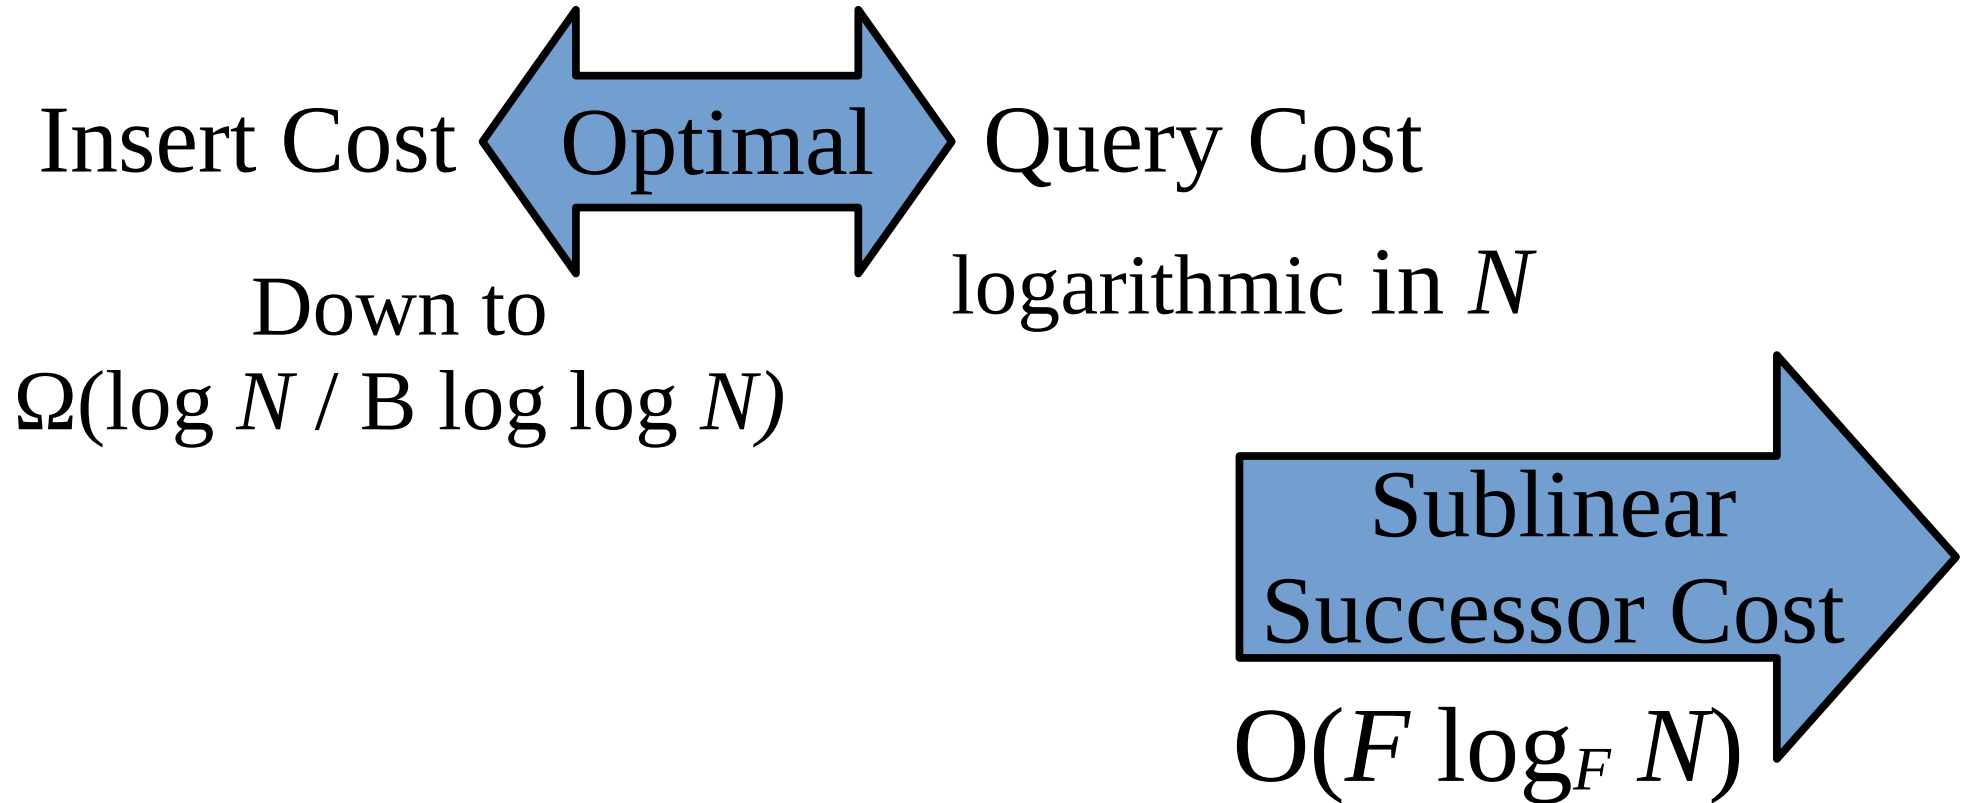 Insert Cost
Optimal
Query Cost
Down to
Ω(log N / B log log N)
logarithmic in N
Sublinear
Successor Cost
O(F log_F N)